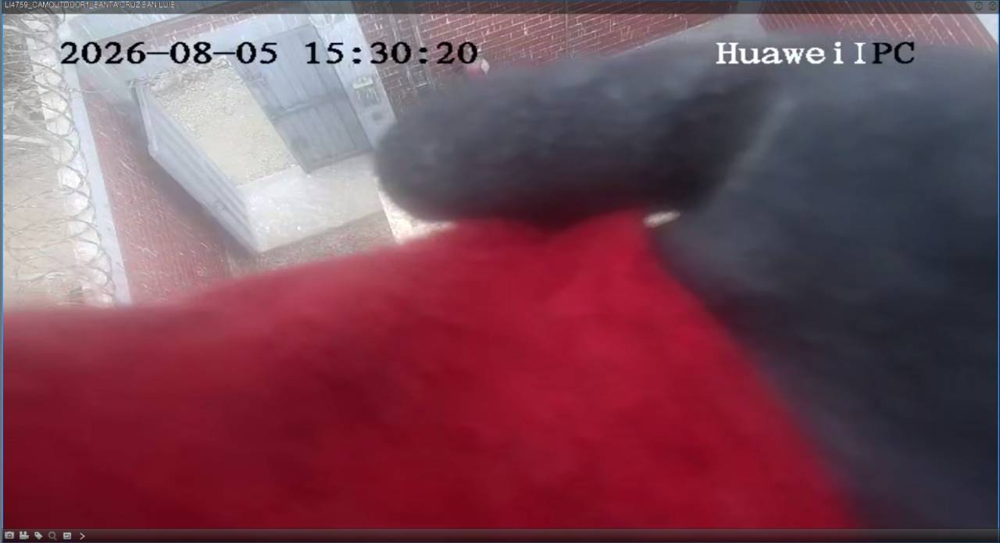 LI4759_CAMOUTDOOR1_SANTA CRUZ SAN LUIS
2026-08-05 15:30:20
HuaweiIPC